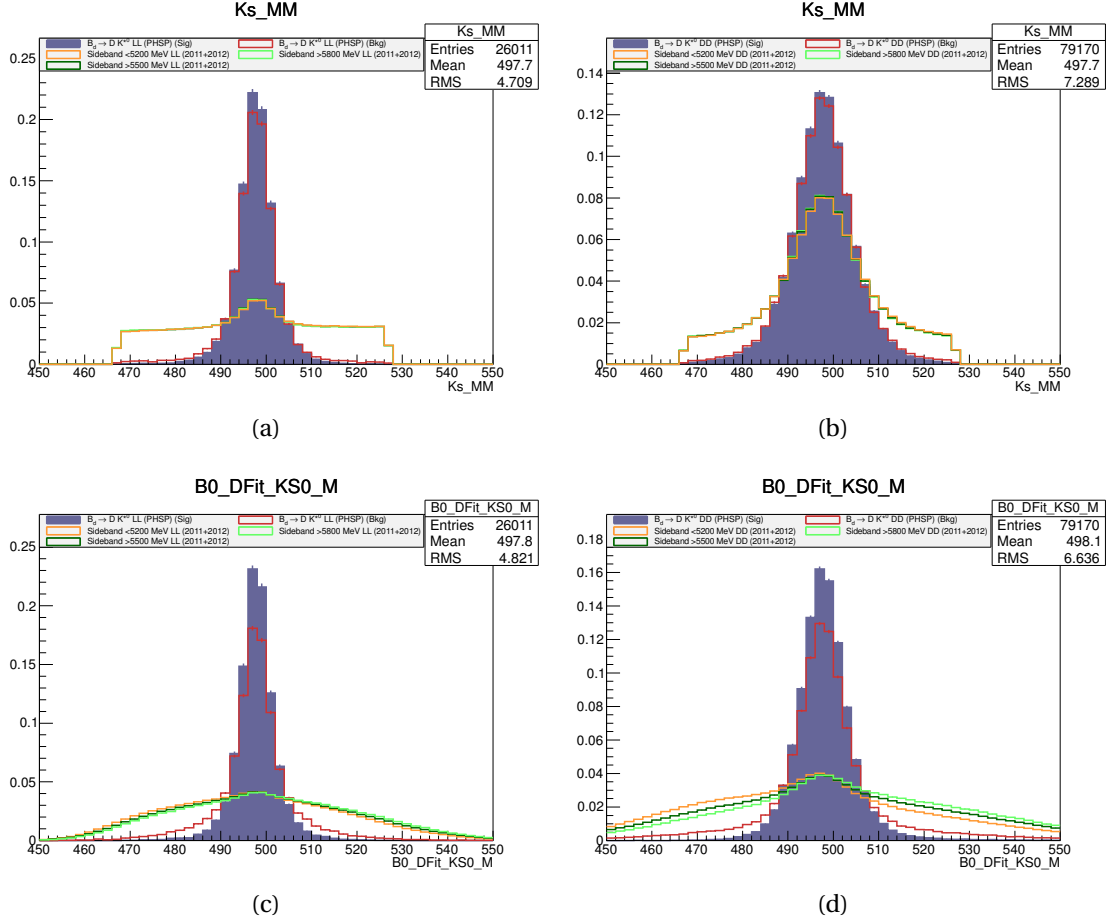 Ks_MM
B_d → D K*0 LL (PHSP) (Sig) B_d → D K*0 LL (PHSP) (Bkg)
Sideband <5200 MeV LL (2011+2012) Sideband >5800 MeV LL (2011+2012)
Sideband >5500 MeV LL (2011+2012)
Ks_MM
Entries 26011
Mean 497.7
RMS 4.709
0.25
0.2
0.15
0.1
0.05
0
450 460 470 480 490 500 510 520 530 540 550
Ks_MM
(a)
Ks_MM
B_d → D K*0 DD (PHSP) (Sig) B_d → D K*0 DD (PHSP) (Bkg)
Sideband <5200 MeV DD (2011+2012) Sideband >5800 MeV DD (2011+2012)
Sideband >5500 MeV DD (2011+2012)
Ks_MM
Entries 79170
Mean 497.7
RMS 7.289
0.14
0.12
0.1
0.08
0.06
0.04
0.02
0
450 460 470 480 490 500 510 520 530 540 550
Ks_MM
(b)
B0_DFit_KS0_M
B_d → D K*0 LL (PHSP) (Sig) B_d → D K*0 LL (PHSP) (Bkg)
Sideband <5200 MeV LL (2011+2012) Sideband >5800 MeV LL (2011+2012)
Sideband >5500 MeV LL (2011+2012)
B0_DFit_KS0_M
Entries 26011
Mean 497.8
RMS 4.821
0.25
0.2
0.15
0.1
0.05
0
450 460 470 480 490 500 510 520 530 540 550
B0_DFit_KS0_M
(c)
B0_DFit_KS0_M
B_d → D K*0 DD (PHSP) (Sig) B_d → D K*0 DD (PHSP) (Bkg)
Sideband <5200 MeV DD (2011+2012) Sideband >5800 MeV DD (2011+2012)
Sideband >5500 MeV DD (2011+2012)
B0_DFit_KS0_M
Entries 79170
Mean 498.1
RMS 6.636
0.18
0.16
0.14
0.12
0.1
0.08
0.06
0.04
0.02
0
450 460 470 480 490 500 510 520 530 540 550
B0_DFit_KS0_M
(d)